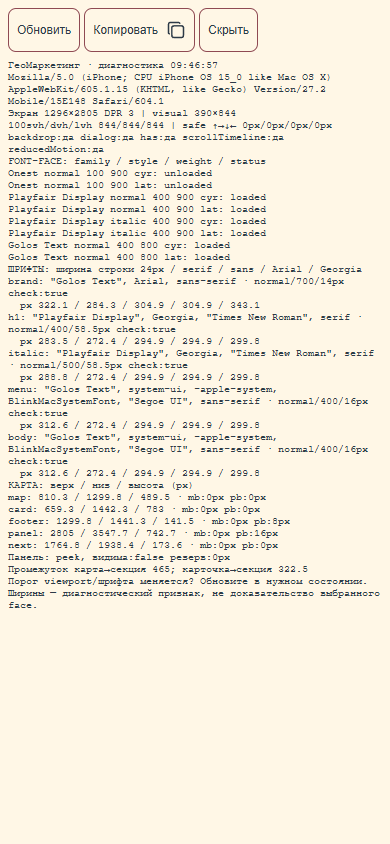 Обновить
Копировать
Скрыть
ГеоМаркетинг · диагностика 09:46:57
Mozilla/5.0 (iPhone; CPU iPhone OS 15_0 like Mac OS X)
AppleWebKit/605.1.15 (KHTML, like Gecko) Version/27.2
Mobile/15E148 Safari/604.1
Экран 1296×2805 DPR 3 | visual 390×844
100svh/dvh/lvh 844/844/844 | safe ↑→↓← 0px/0px/0px/0px
backdrop:да dialog:да has:да scrollTimeline:да
reducedMotion:да
FONT-FACE: family / style / weight / status
Onest normal 100 900 cyr: unloaded
Onest normal 100 900 lat: unloaded
Playfair Display normal 400 900 cyr: loaded
Playfair Display normal 400 900 lat: loaded
Playfair Display italic 400 900 cyr: loaded
Playfair Display italic 400 900 lat: loaded
Golos Text normal 400 800 cyr: loaded
Golos Text normal 400 800 lat: loaded
ШРИФТЫ: ширина строки 24px / serif / sans / Arial / Georgia
brand: "Golos Text", Arial, sans-serif · normal/700/14px
check:true
px 322.1 / 284.3 / 304.9 / 304.9 / 343.1
h1: "Playfair Display", Georgia, "Times New Roman", serif ·
normal/400/58.5px check:true
px 283.5 / 272.4 / 294.9 / 294.9 / 299.8
italic: "Playfair Display", Georgia, "Times New Roman", serif
· normal/500/58.5px check:true
px 288.8 / 272.4 / 294.9 / 294.9 / 299.8
menu: "Golos Text", system-ui, -apple-system,
BlinkMacSystemFont, "Segoe UI", sans-serif · normal/400/16px
check:true
px 312.6 / 272.4 / 294.9 / 294.9 / 299.8
body: "Golos Text", system-ui, -apple-system,
BlinkMacSystemFont, "Segoe UI", sans-serif · normal/400/16px
check:true
px 312.6 / 272.4 / 294.9 / 294.9 / 299.8
КАРТА: верх / низ / высота (px)
map: 810.3 / 1299.8 / 489.5 · mb:0px pb:0px
card: 659.3 / 1442.3 / 783 · mb:0px pb:0px
footer: 1299.8 / 1441.3 / 141.5 · mb:0px pb:8px
panel: 2805 / 3547.7 / 742.7 · mb:0px pb:16px
next: 1764.8 / 1938.4 / 173.6 · mb:0px pb:0px
Панель: peek, видима:false резерв:0px
Промежуток карта→секция 465; карточка→секция 322.5
Порог viewport/шрифта меняется? Обновите в нужном состоянии.
Ширины — диагностический признак, не доказательство выбранного
face.